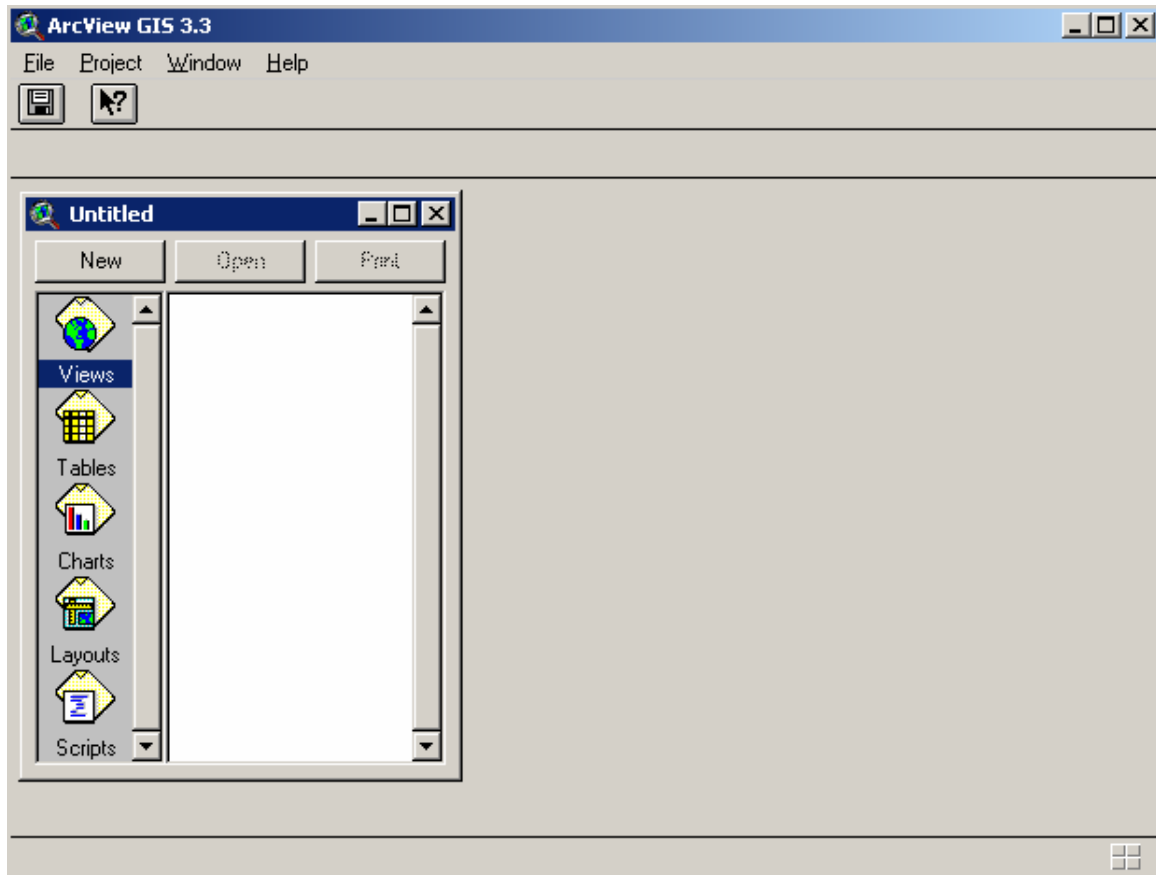 ArcView GIS 3.3
File Project Window Help
?
Untitled
New Open Print
Views
Tables
Charts
Layouts
Scripts